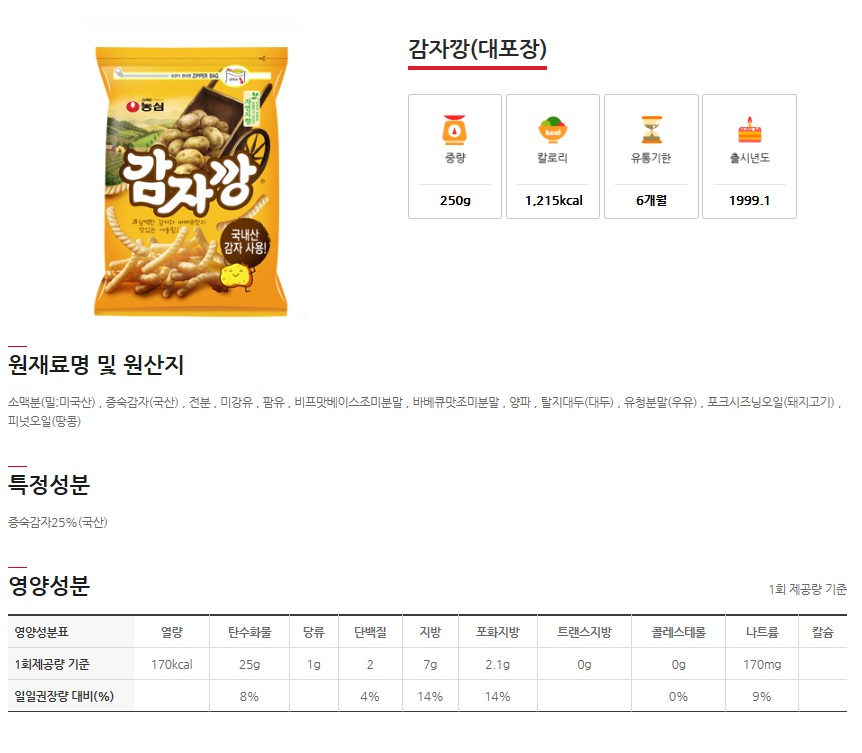 감자깡(대포장)
ZIPPER BAG
농심
자연지향
감자깡
국내산
감자 사용!
중량
칼로리
유통기한
출시년도
250g
1,215kcal
6개월
1999.1
원재료명 및 원산지
소맥분(밀;미국산) , 증숙감자(국산) , 전분 , 미강유 , 팜유 , 비프맛베이스조미분말 , 바베큐맛조미분말 , 양파 , 탈지대두(대두) , 유청분말(우유) , 포크시즈닝오일(돼지고기) ,
피넛오일(땅콩)
특정성분
증숙감자25%(국산)
영양성분
1회 제공량 기준
영양성분표 열량 탄수화물 당류 단백질 지방 포화지방 트랜스지방 콜레스테롤 나트륨 칼슘
1회제공량 기준 170kcal 25g 1g 2 7g 2.1g 0g 0g 170mg
일일권장량 대비(%) 8% 4% 14% 14% 0% 9%